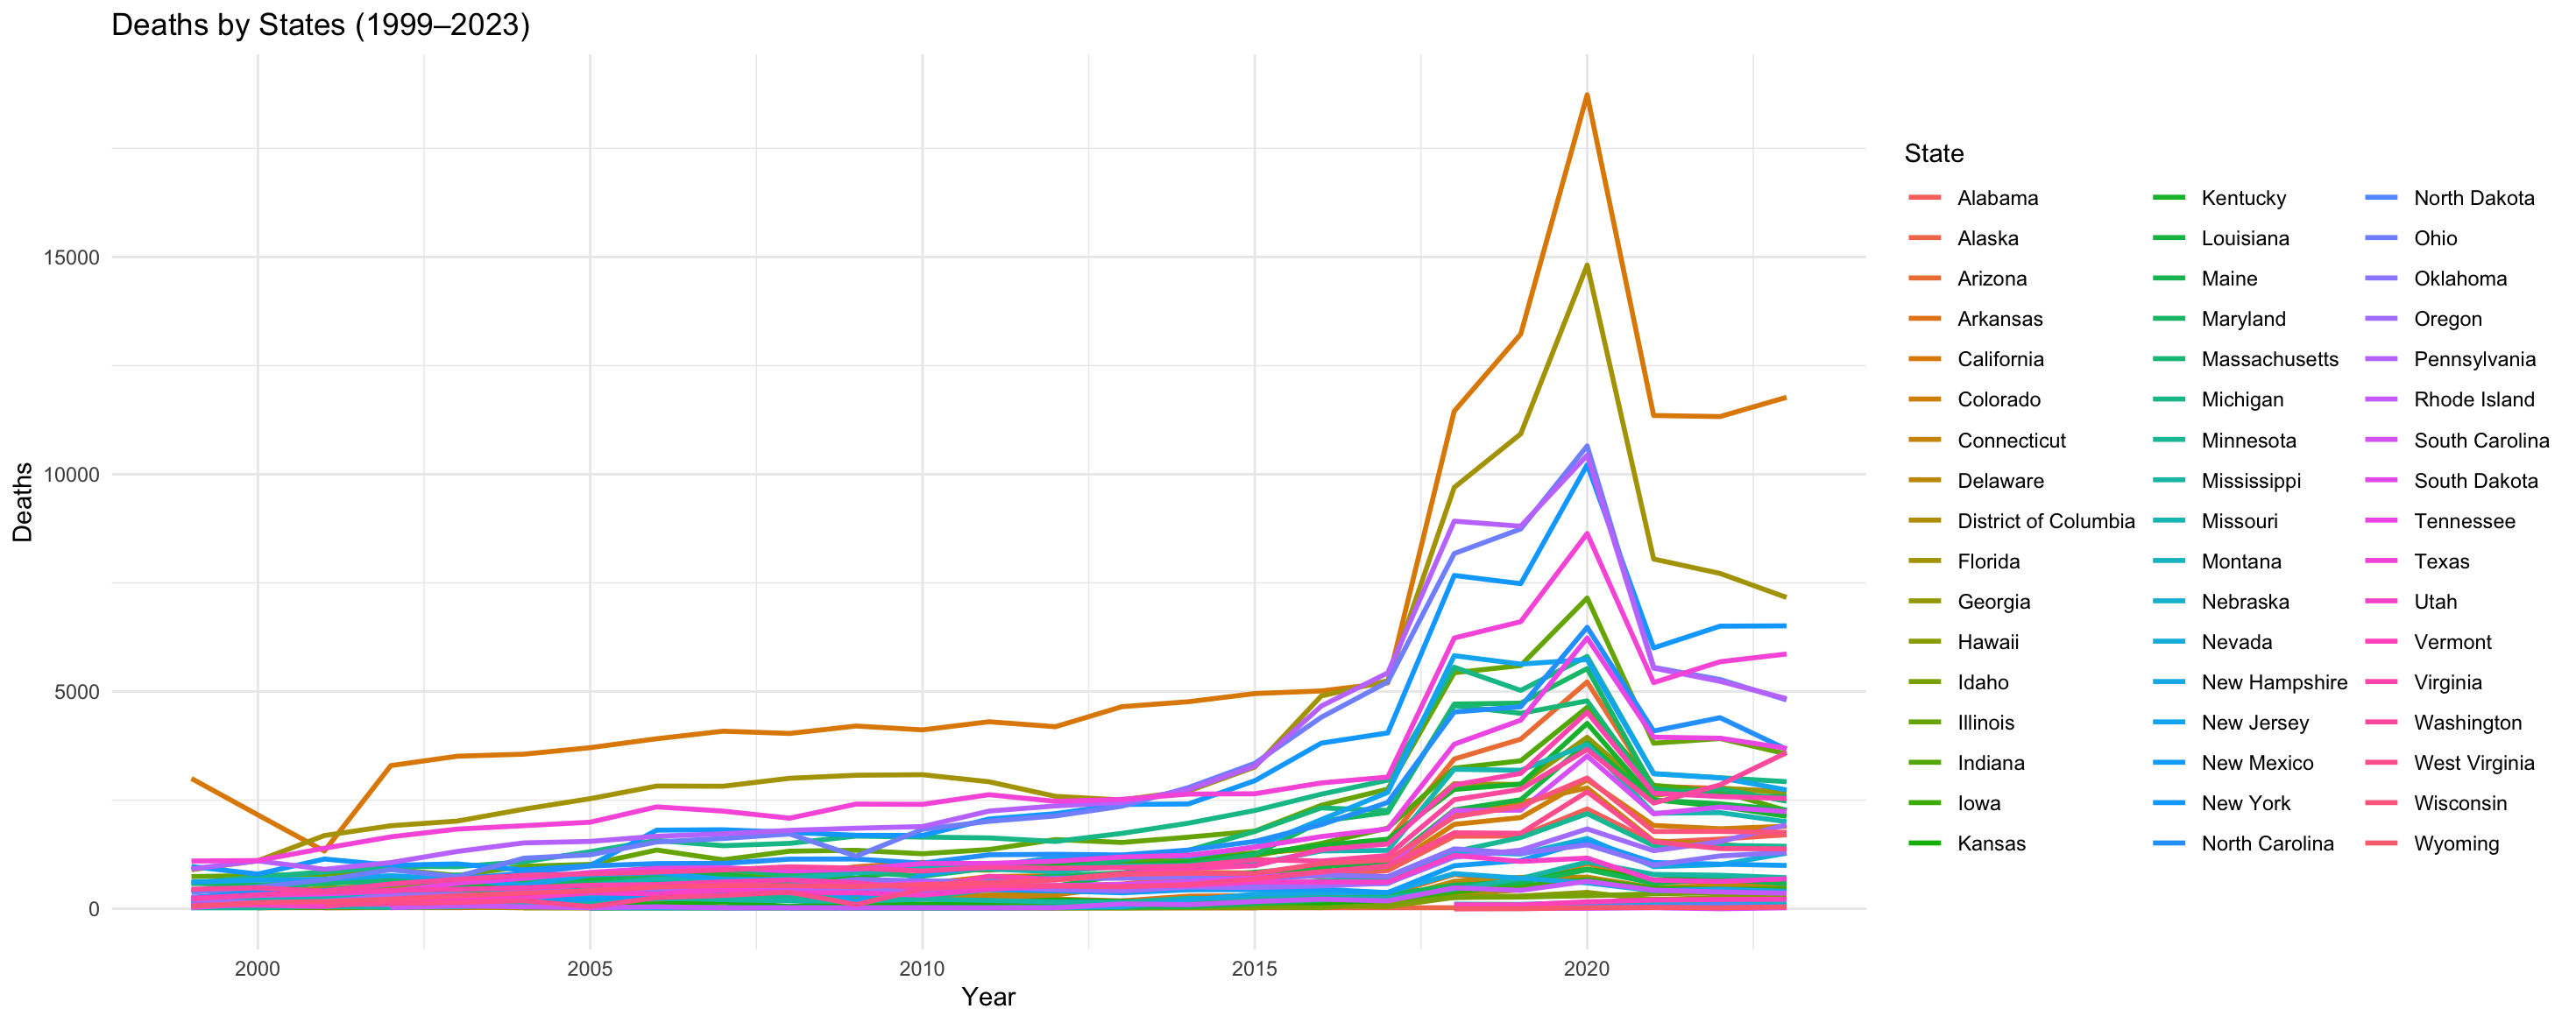 Deaths by States (1999–2023)
Deaths
15000
10000
5000
0
2000
2005
2010
2015
2020
Year
State
Alabama
Alaska
Arizona
Arkansas
California
Colorado
Connecticut
Delaware
District of Columbia
Florida
Georgia
Hawaii
Idaho
Illinois
Indiana
Iowa
Kansas
Kentucky
Louisiana
Maine
Maryland
Massachusetts
Michigan
Minnesota
Mississippi
Missouri
Montana
Nebraska
Nevada
New Hampshire
New Jersey
New Mexico
New York
North Carolina
North Dakota
Ohio
Oklahoma
Oregon
Pennsylvania
Rhode Island
South Carolina
South Dakota
Tennessee
Texas
Utah
Vermont
Virginia
Washington
West Virginia
Wisconsin
Wyoming